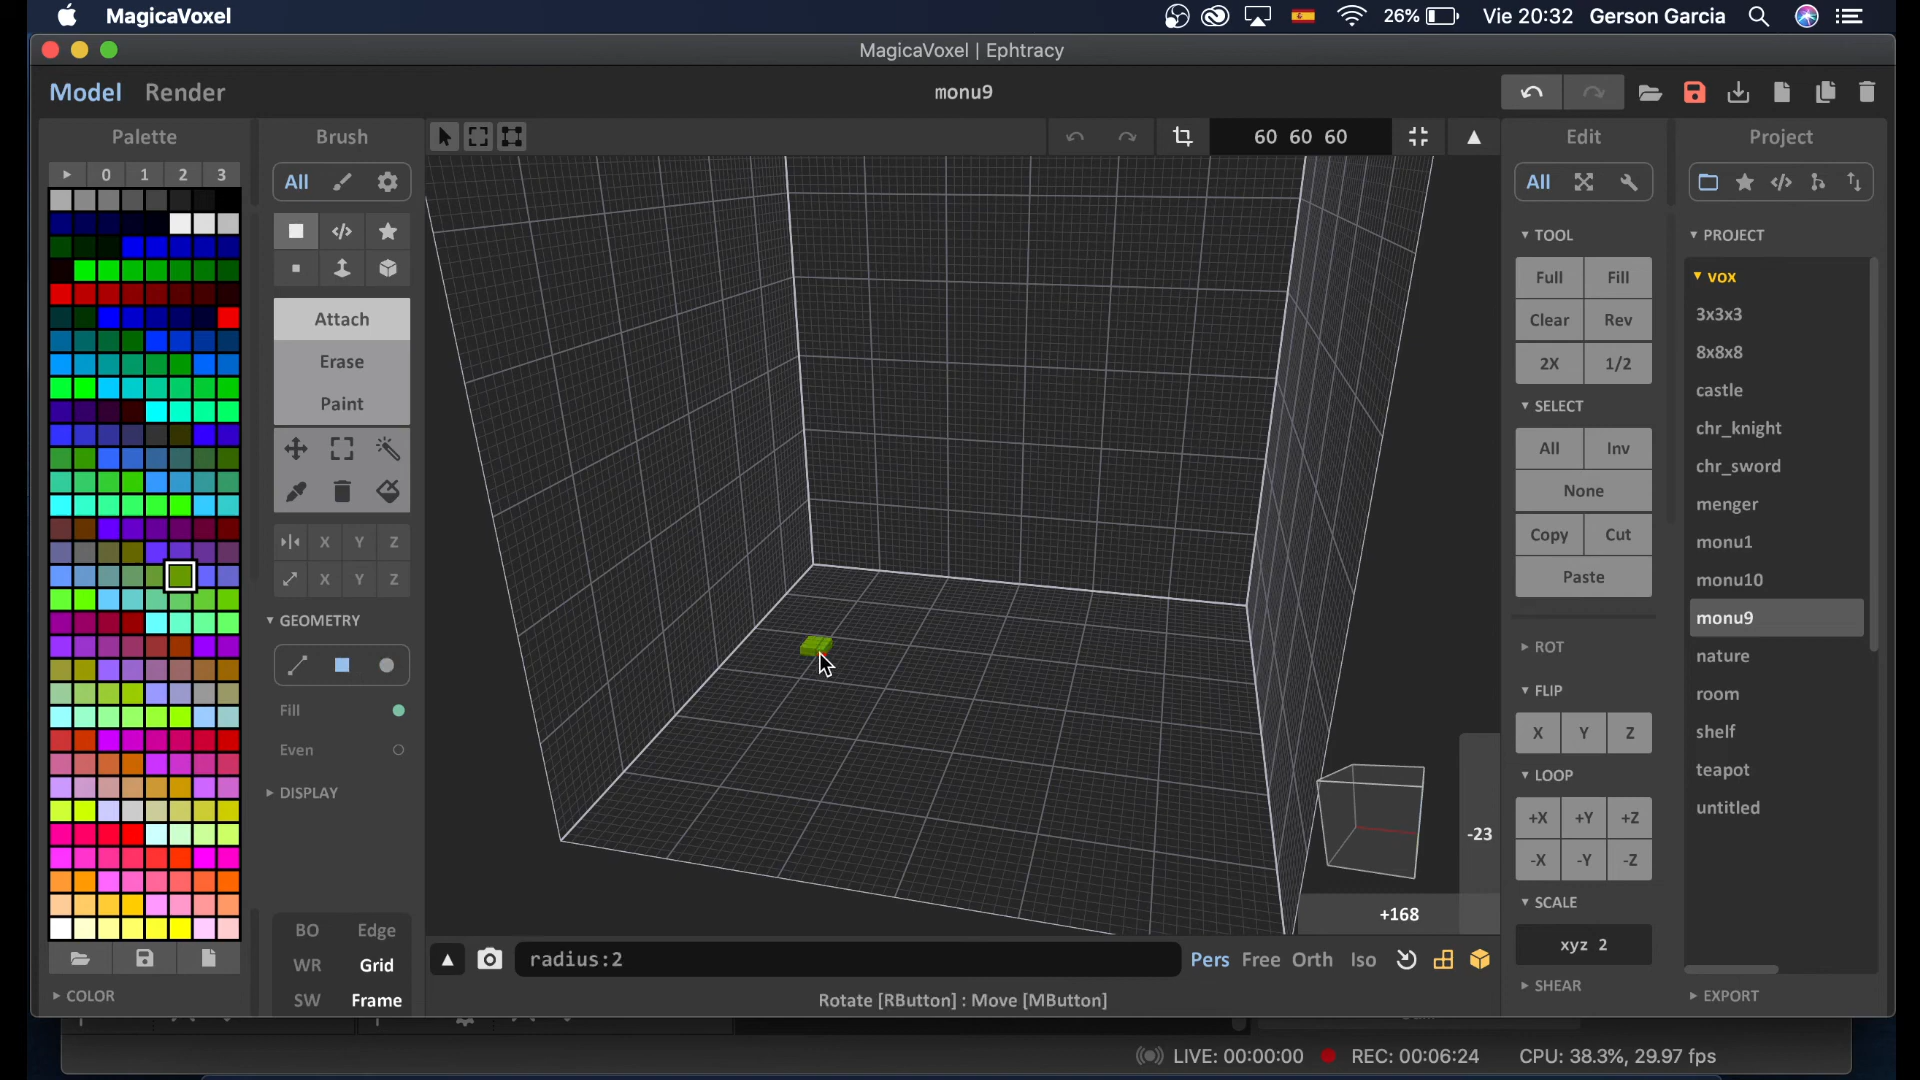 MagicaVoxel
26%
Vie 20:32
Gerson Garcia
MagicaVoxel | Ephtracy
Model Render
monu9
Palette
Brush
60 60 60
Edit
Project
0 1 2 3
All
All
TOOL
PROJECT
Full Fill
Clear Rev
2X 1/2
vox
3x3x3
8x8x8
castle
chr_knight
chr_sword
menger
monu1
monu10
monu9
nature
room
shelf
teapot
untitled
Attach
Erase
Paint
SELECT
All Inv
None
Copy Cut
Paste
X Y Z
X Y Z
GEOMETRY
Fill
Even
DISPLAY
ROT
FLIP
X Y Z
LOOP
+X +Y +Z
-X -Y -Z
SCALE
xyz 2
SHEAR
EXPORT
-23
+168
BO Edge
WR Grid
SW Frame
COLOR
radius:2
Pers Free Orth Iso
Rotate [RButton] : Move [MButton]
LIVE: 00:00:00
REC: 00:06:24
CPU: 38.3%, 29.97 fps